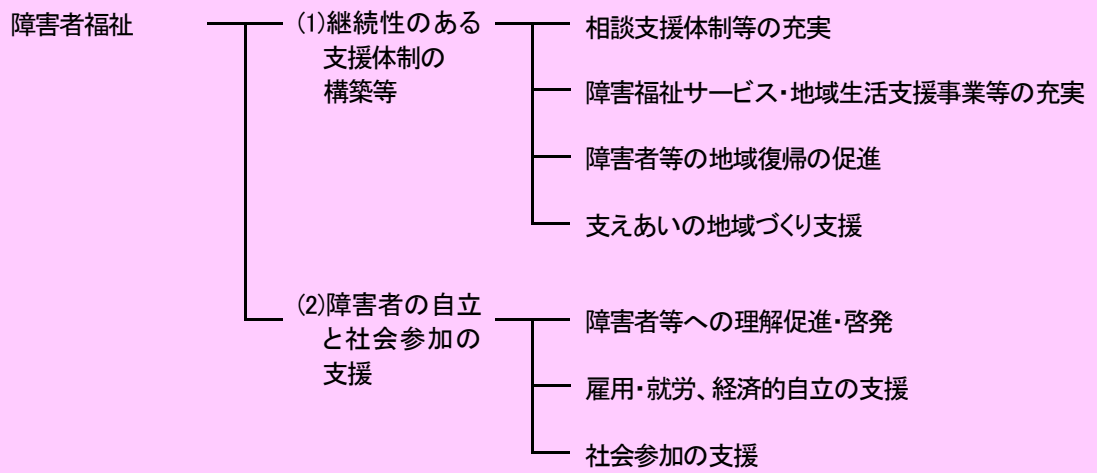 障害者福祉
(1)継続性のある
支援体制の
構築等
相談支援体制等の充実
障害福祉サービス・地域生活支援事業等の充実
障害者等の地域復帰の促進
支えあいの地域づくり支援
(2)障害者の自立
と社会参加の
支援
障害者等への理解促進・啓発
雇用・就労、経済的自立の支援
社会参加の支援